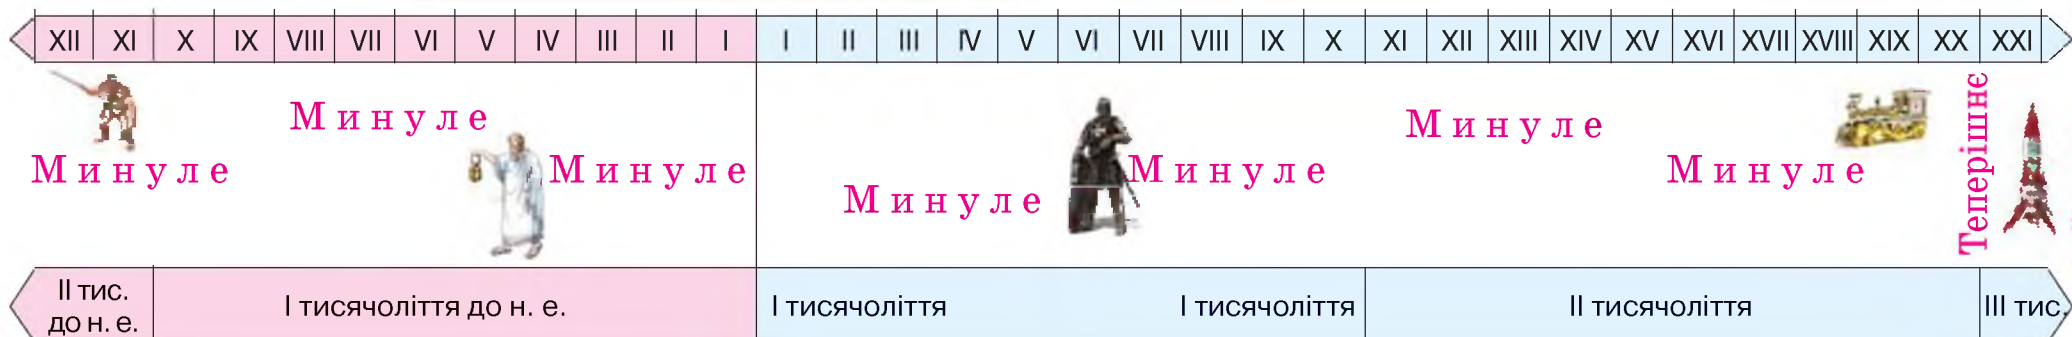 XII XI X IX VIII VII VI V IV III II I I II III IV V VI VII VIII IX X XI XII XIII XIV XV XVI XVII XVIII XIX XX XXI
Минуле
Минуле
Минуле
Минуле
Минуле
Минуле
Минуле
Теперішнє
II тис.
до н. е.
I тисячоліття до н. е.
I тисячоліття
I тисячоліття
II тисячоліття
III тис.